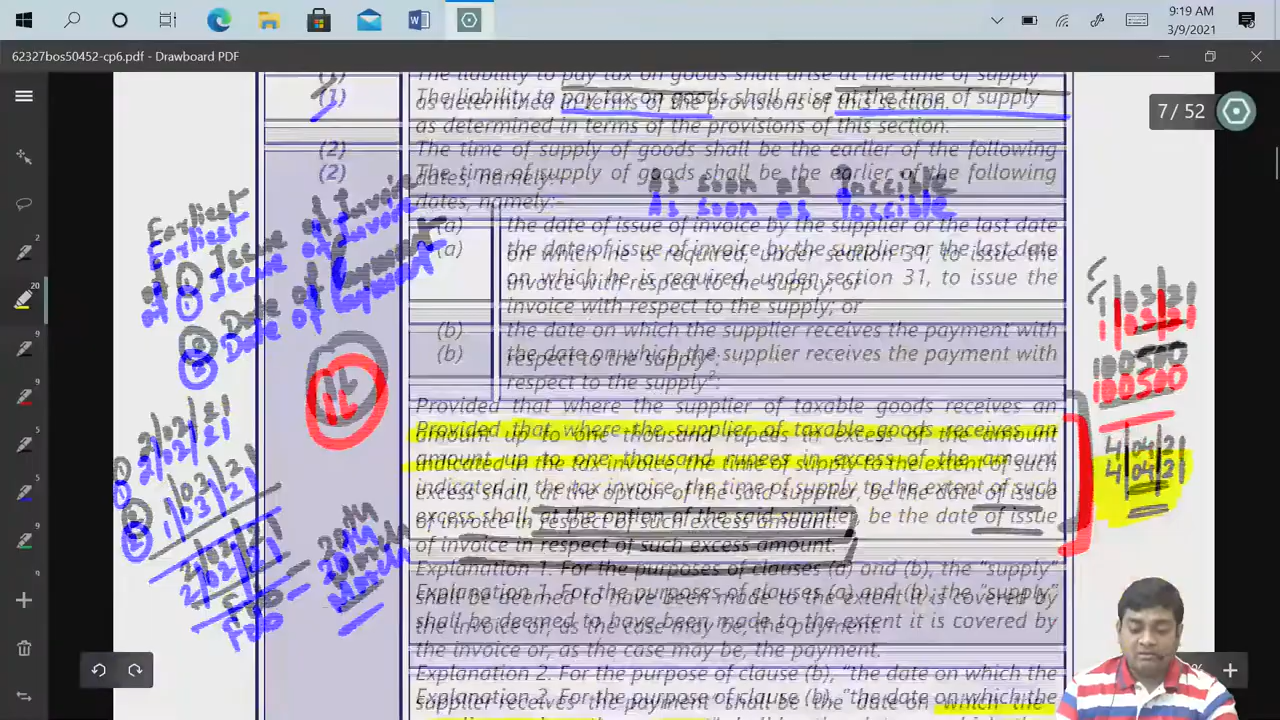 9:19 AM
3/9/2021
62327bos50452-cp6.pdf - Drawboard PDF
7 / 52
(1) The liability to pay tax on goods shall arise at the time of supply
as determined in terms of the provisions of this section.
(2) The time of supply of goods shall be the earlier of the following
dates, namely:-
As soon as Possible
(a) the date of issue of invoice by the supplier or the last date
on which he is required, under section 31, to issue the
invoice with respect to the supply; or
(b) the date on which the supplier receives the payment with
respect to the supply2:
Provided that where the supplier of taxable goods receives an
amount up to one thousand rupees in excess of the amount
indicated in the tax invoice, the time of supply to the extent of such
excess shall, at the option of the said supplier, be the date of issue
of invoice in respect of such excess amount.
Explanation 1. For the purposes of clauses (a) and (b), the "supply"
shall be deemed to have been made to the extent it is covered by
the invoice or, as the case may be, the payment.
Explanation 2. For the purpose of clause (b), "the date on which the
supplier receives the payment" shall be the date on which the
Earliest
of ① Issue of Invoice
② Date of Payment
1L
2/02/21
1/03/21
20th
March
1/03/21
100500
4/04/21
2
20
9
9
5
5
9
9